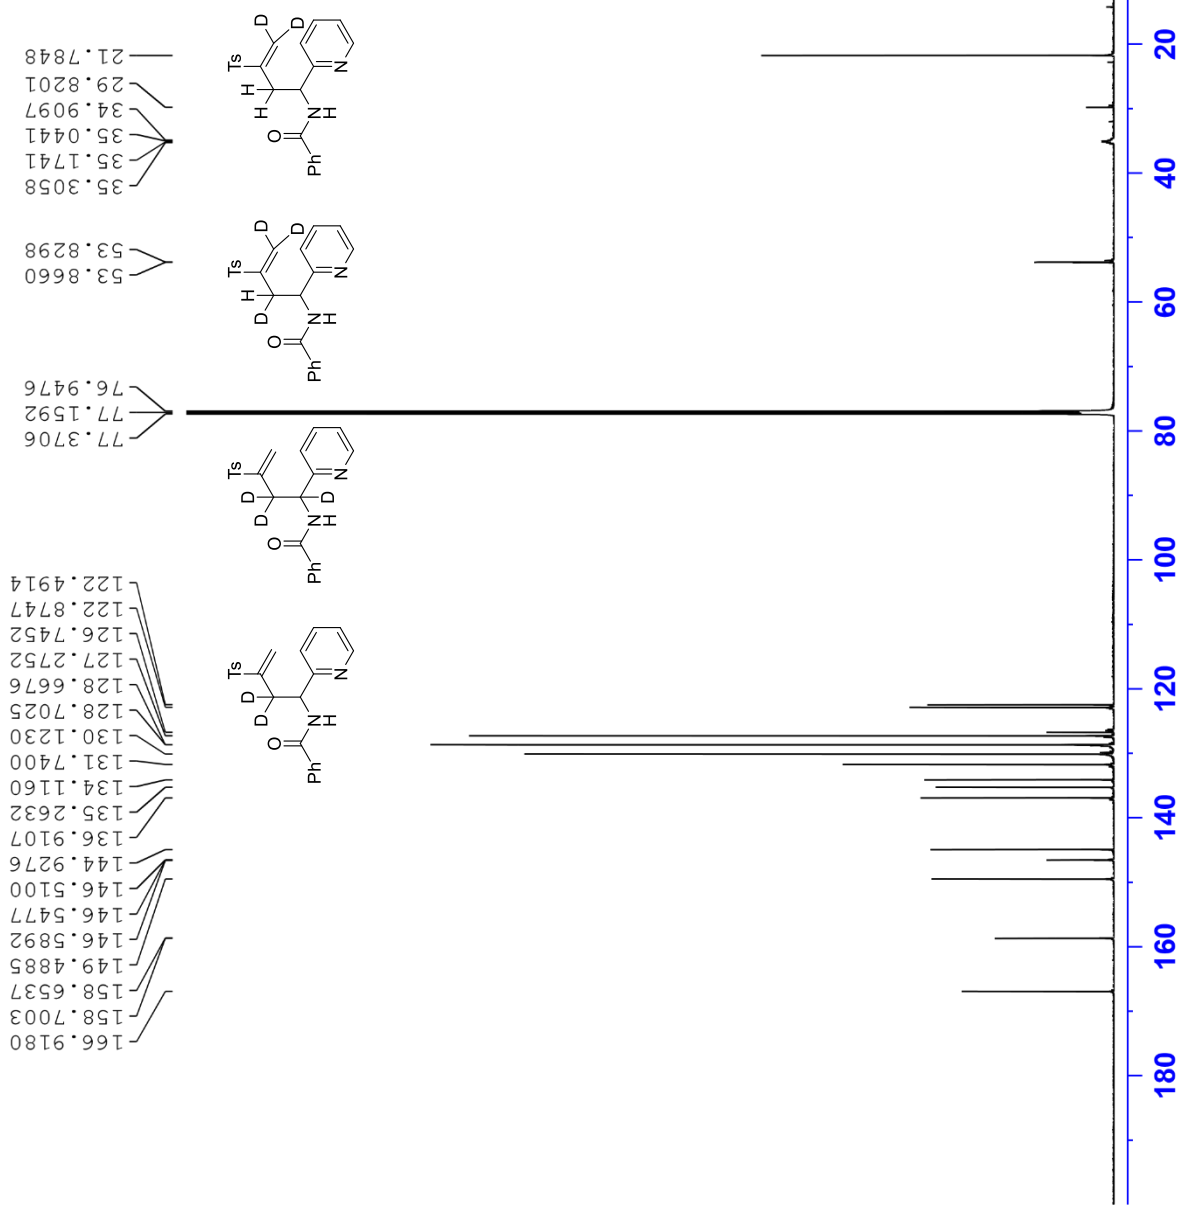 21.7848
29.8201
34.9097
35.0441
35.1741
35.3058
53.8298
53.8660
76.9476
77.1592
77.3706
122.4914
122.8747
126.7452
127.2752
128.6676
128.7025
130.1230
131.7400
134.1160
135.2632
136.9107
144.9276
146.5100
146.5477
146.5892
149.4885
158.6537
158.7003
166.9180
D
D
Ts
H
H
N
N
H
O
Ph
D
D
Ts
H
D
N
N
H
O
Ph
Ts
D
D
D
N
N
H
O
Ph
Ts
D
D
N
N
H
O
Ph
20
40
60
80
100
120
140
160
180